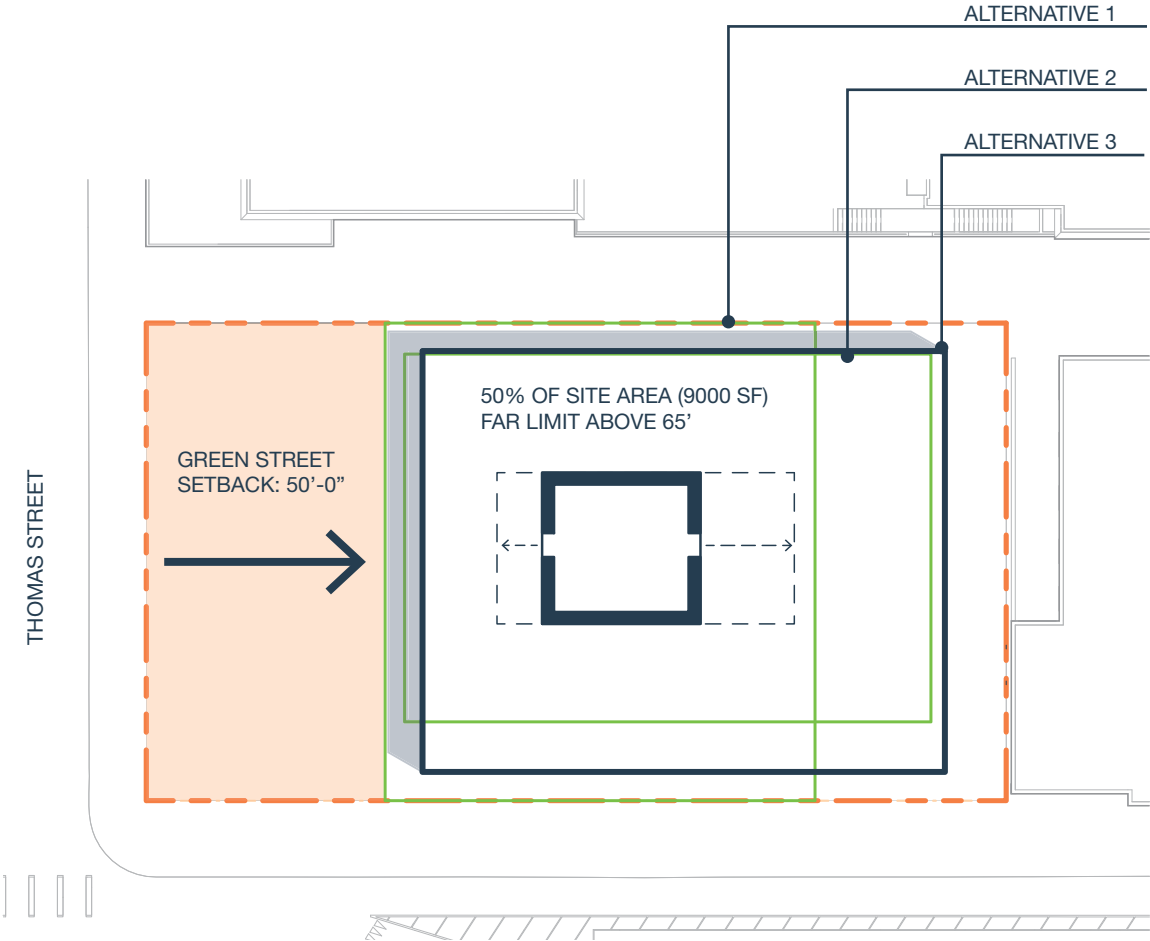 ALTERNATIVE 1
ALTERNATIVE 2
ALTERNATIVE 3
50% OF SITE AREA (9000 SF)
FAR LIMIT ABOVE 65’
GREEN STREET
SETBACK: 50’-0”
THOMAS STREET